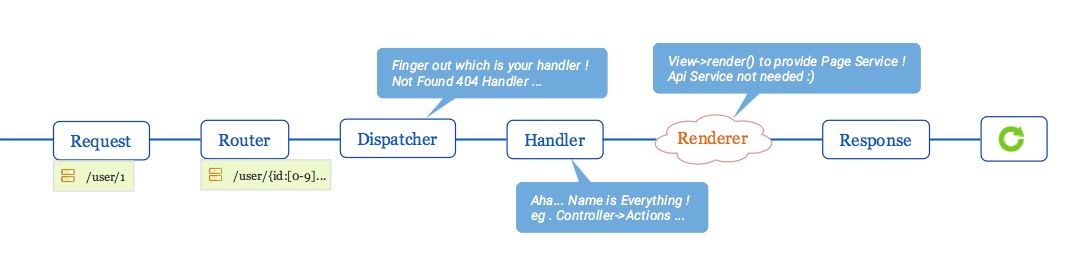 Finger out which is your handler !
Not Found 404 Handler ...
View->render() to provide Page Service !
Api Service not needed :)
Request
Router
Dispatcher
Handler
Renderer
Response
/user/1
/user/{id:[0-9]...
Aha... Name is Everything !
eg . Controller->Actions ...